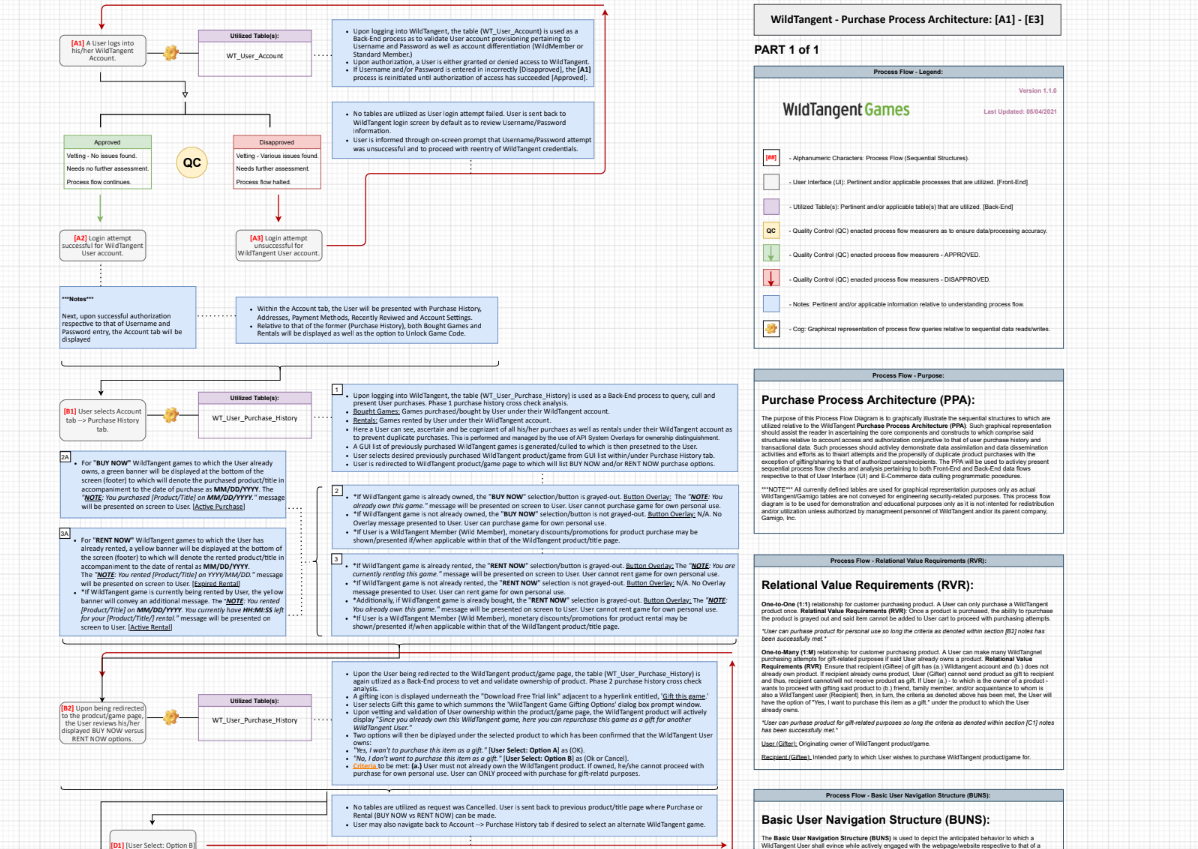 [A1] A User logs into
his/her WildTangent
Account.
Utilized Table(s):
WT_User_Account
• Upon logging into WildTangent, the table (WT_User_Account) is used as a
Back-End process as to validate User account provisioning pertaining to
Username and Password as well as account differentiation (WildMember or
Standard Member.)
• Upon authorization, a User is either granted or denied access to WildTangent.
• If Username and/or Password is entered in incorrectly [Disapproved], the [A1]
process is reinitiated until authorization of access has succeeded [Approved].
• No tables are utilized as User login attempt failed. User is sent back to
WildTangent login screen by default as to review Username/Password
information.
• User is informed through on-screen prompt that Username/Password attempt
was unsuccessful and to proceed with reentry of WildTangent credentials.
Approved
Vetting - No issues found.
Needs no further assessment.
Process flow continues.
QC
Disapproved
Vetting - Various issues found.
Needs further assessment.
Process flow halted.
[A2] Login attempt
successful for WildTangent
User account.
[A3] Login attempt
unsuccessful for
WildTangent User account.
***Notes***
Next, upon successful authorization
respective to that of Username and
Password entry, the Account tab will be
displayed
• Within the Account tab, the User will be presented with Purchase History,
Addresses, Payment Methods, Recently Reviwed and Account Settings.
• Relative to that of the former (Purchase History), both Bought Games and
Rentals will be displayed as well as the option to Unlock Game Code.
[B1] User selects Account
tab --> Purchase History
tab.
Utilized Table(s):
WT_User_Purchase_History
1
• Upon logging into WildTangent, the table (WT_User_Purchase_History) is used as a Back-End process to query, cull and
present User purchases. Phase 1 purchase history cross check analysis.
• Bought Games: Games purchased/bought by User under their WildTangent account.
• Rentals: Games rented by User under their WildTangent account.
• Here a User can see, ascertain and be cognizant of all his/her purchases as well as rentals under their WildTangent account as
to prevent duplicate purchases. This is performed and managed by the use of API System Overlays for ownership distinguishment.
• A GUI list of previously purchased WildTangent games is generated/culled to which is then presetned to the User.
• User selects desired previously purchased WildTangent product/game from GUI list within/under Purchase History tab.
• User is redirected to WildTangent product/game page to which will list BUY NOW and/or RENT NOW purchase options.
2A
• For "BUY NOW" WildTangent games to which the User already
owns, a green banner will be displayed at the bottom of the
screen (footer) to which will denote the purchased product/title in
accompaniment to the date of purchase as MM/DD/YYYY. The
"NOTE: You purchased [Product/Title] on MM/DD/YYYY." message
will be presented on screen to User. [Active Purchase]
2
• *If WildTangent game is already owned, the "BUY NOW" selection/button is grayed-out. Button Overlay: The "NOTE: You
already own this game." message will be presented on screen to User. User cannot purchase game for own personal use.
• *If WildTangent game is not already owned, the "BUY NOW" selection/button is not grayed-out. Button Overlay: N/A. No
Overlay message presented to User. User can purchase game for own personal use.
• *If User is a WildTangent Member (Wild Member), monetary discounts/promotions for product purchase may be
shown/presented if/when applicable within that of the WildTangent product/title page.
3A
• For "RENT NOW" WildTangent games to which the User has
already rented, a yellow banner will be displayed at the bottom of
the screen (footer) to which will denote the rented product/title in
accompaniment to the date of rental as MM/DD/YYYY.
The "NOTE: You rented [Product/Title] on YYYY/MM/DD." message
will be presented on screen to User. [Expired Rental]
• *If WildTangent game is currently being rented by User, the yellow
banner will convey an additional message. The "NOTE: You rented
[Product/Title] on MM/DD/YYYY. You currently have HH:MI:SS left
for your [Product/Title/] rental." message will be presented on
screen to User. [Active Rental]
3
• *If WildTangent game is already rented, the "RENT NOW" selection/button is grayed-out. Button Overlay: The "NOTE: You are
currently renting this game." message will be presented on screen to User. User cannot rent game for own personal use.
• *If WildTangent game is not already rented, the "RENT NOW" selection is grayed-out. Button Overlay: N/A. No Overlay
message presented to User. User can rent game for own personal use.
• *Additionally, if WildTangent game is already bought, the "RENT NOW" selection is grayed-out. Button Overlay: The "NOTE:
You already own this game." message will be presented on screen to User. User cannot rent game for own personal use.
• *If User is a WildTangent Member (Wild Member), monetary discounts/promotions for product rental may be
shown/presented if/when applicable within that of the WildTangent product/title page.
[B2] Upon being redirected
to the product/game page,
the User reviews his/her
displayed BUY NOW versus
RENT NOW options.
Utilized Table(s):
WT_User_Purchase_History
• Upon the User being redirected to the WildTangent product/game page, the table (WT_User_Purchase_History) is
again utilized as a Back-End process to vet and validate ownership of product. Phase 2 purchase history cross check
analysis.
• A gifting icon is displayed underneath the "Download Free Trial link" adjacent to a hyperlink entitled, 'Gift this game.'
• User selects Gift this game to which summons the 'WildTangent Game Gifting Options' dialog box prompt window.
• Upon vetting and validation of User ownership within the product/game page, the WildTangent product will actively
display "Since you already own this WildTangent game, here you can repurchase this game as a gift for another
WildTangent User."
• Two options will then be diplayed under the selected product to which has been confirmed that the WildTangent User
owns:
• "Yes, I wan't to purchase this item as a gift." [User Select: Option A] as (OK).
• "No, I don't want to purchase this item as a gift." [User Select: Option B] as (Ok or Cancel).
• Criteria to be met: (a.) User must not already own the WildTangent product. If owned, he/she cannot proceed with
purchase for own personal use. User can ONLY proceed with purchase for gift-relatd purposes.
• No tables are utilized as request was Cancelled. User is sent back to previous product/title page where Purchase or
Rental (BUY NOW vs RENT NOW) can be made.
• User may also navigate back to Account --> Purchase History tab if desired to select an alternate WildTangent game.
[D1] [User Select: Option B]
WildTangent - Purchase Process Architecture: [A1] - [E3]
PART 1 of 1
Process Flow - Legend:
Version 1.1.0
WildTangent Games
Last Updated: 06/04/2021
[##] - Alphanumeric Characters: Process Flow (Sequential Structures).
- User Interface (UI): Pertinent and/or applicable processes that are utilized. [Front-End]
- Utilized Table(s): Pertinent and/or applicable table(s) that are utilized. [Back-End]
QC - Quality Control (QC) enacted process flow measurers as to ensure data/processing accuracy.
- Quality Control (QC) enacted process flow measurers - APPROVED.
- Quality Control (QC) enacted process flow measurers - DISAPPROVED.
- Notes: Pertinent and/or applicable information relative to understanding process flow.
- Cog: Graphircal representation of process flow queries relative to sequential data reads/writes.
Process Flow - Purpose:
Purchase Process Architecture (PPA):
The purpose of this Process Flow Diagram is to graphically illustrate the sequential structures to which are
utilized relative to the WildTangent Purchase Process Architecture (PPA). Such graphical representation
should assist the reader in ascertaining the core components and constructs to which comprise said
structures relative to account access and authorization conjunctive to that of user purchase history and
transactional data. Such processes should activley demonstrate data assimilation and data dissemination
activities and efforts as to thwart attempts and the propensity of duplicate product purchases with the
exception of gifting/sharing to that of authorized users/recipients. The PPA will be used to activley present
sequential process flow checks and analysis pertaining to both Front-End and Back-End data flows
respective to that of User Interface (UI) and E-Commerce data culling programmatic procedures.
***NOTE*** All currently defined tables are used for graphical representation purposes only as actual
WildTangent/Gamigo tables are not conveyed for engineering security-related purposes. This process flow
diagram is to be used for demonstration and educational purposes only as it is not intented for redistribution
and/or utilization unless authorized by managmeent personnel of WildTangent and/or its parent company,
Gamigo, Inc.
Process Flow - Relational Value Requirements (RVR):
Relational Value Requirements (RVR):
One-to-One (1:1) relationship for customer purchasing product. A User can only purchase a WildTangent
product once. Relational Value Requirements (RVR): Once a product is purchased, the ability to rpurchase
the product is grayed out and said item cannot be added to User cart to proceed with purchasing attempts.
"User can purhase product for personal use so long the criteria as denoted within section [B2] notes has
been successfully met."
One-to-Many (1:M) relationship for customer purchasing product. A User can make many WildTangnet
purchasing attempts for gift-related purposes if said User already owns a product. Relational Value
Requirements (RVR): Ensure that recipient (Giftee) of gift has (a.) Wildtangent account and (b.) does not
already own product. If recipient already owns product, User (Gifter) cannot send product as gift to recipient
and thus, recipient cannot/will not receive product as gift. If User (a.) - to which is the owner of a product -
wants to proceed with gifting said product to (b.) friend, family member, and/or acquaintance to whom is
also a WildTangent User (Recipient) then, in turn, the criteria as denoted above has been met, the User will
have the option of "Yes, I want to purchase this item as a gift," under the product to which the User
already owns.
"User can purhase product for gift-related purposes so long the criteria as denoted within section [C1] notes
has been successfully met."
User (Gifter): Originating owner of WildTangent product/game.
Recipient (Giftee): Intended party to which User wishes to purchase WildTangent product/game for.
Process Flow - Basic User Navigation Structure (BUNS):
Basic User Navigation Structure (BUNS):
The Basic User Navigation Structure (BUNS) is used to depict the anticipated behavior to which a
WildTangent User shall evince while actively engaged with the webpage/website respective to that of a